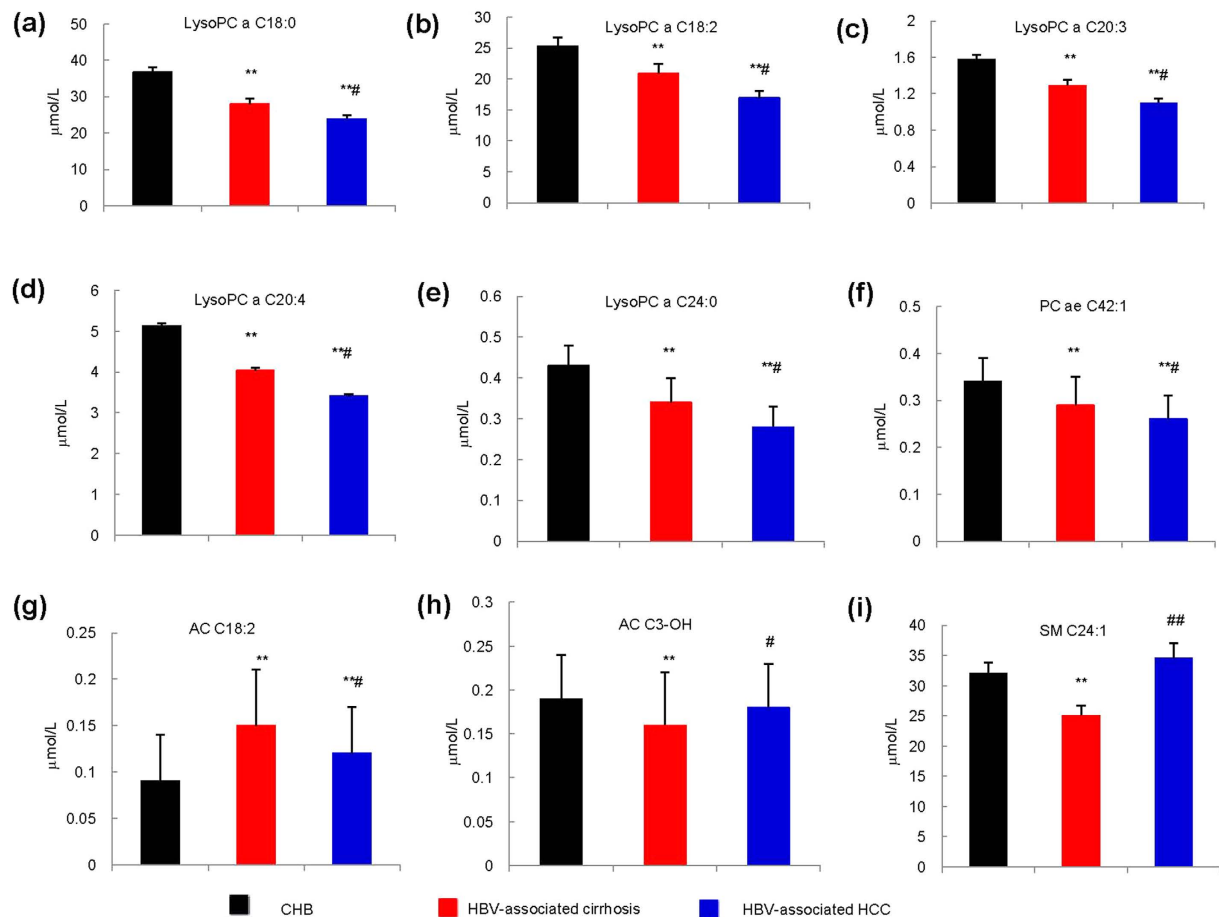 (a)
LysoPC a C18:0
μmol/L
50
40
30
20
10
0
**
**#
(b)
LysoPC a C18:2
μmol/L
30
25
20
15
10
5
0
**
**#
(c)
LysoPC a C20:3
μmol/L
2
1.6
1.2
0.8
0.4
0
**
**#
(d)
LysoPC a C20:4
μmol/L
6
5
4
3
2
1
0
**
**#
(e)
LysoPC a C24:0
μmol/L
0.6
0.5
0.4
0.3
0.2
0.1
0
**
**#
(f)
PC ae C42:1
μmol/L
0.5
0.4
0.3
0.2
0.1
0
**
**#
(g)
AC C18:2
μmol/L
0.25
0.2
0.15
0.1
0.05
0
**
**#
(h)
AC C3-OH
μmol/L
0.3
0.25
0.2
0.15
0.1
0.05
0
**
#
(i)
SM C24:1
μmol/L
40
35
30
25
20
15
10
5
0
**
##
CHB
HBV-associated cirrhosis
HBV-associated HCC